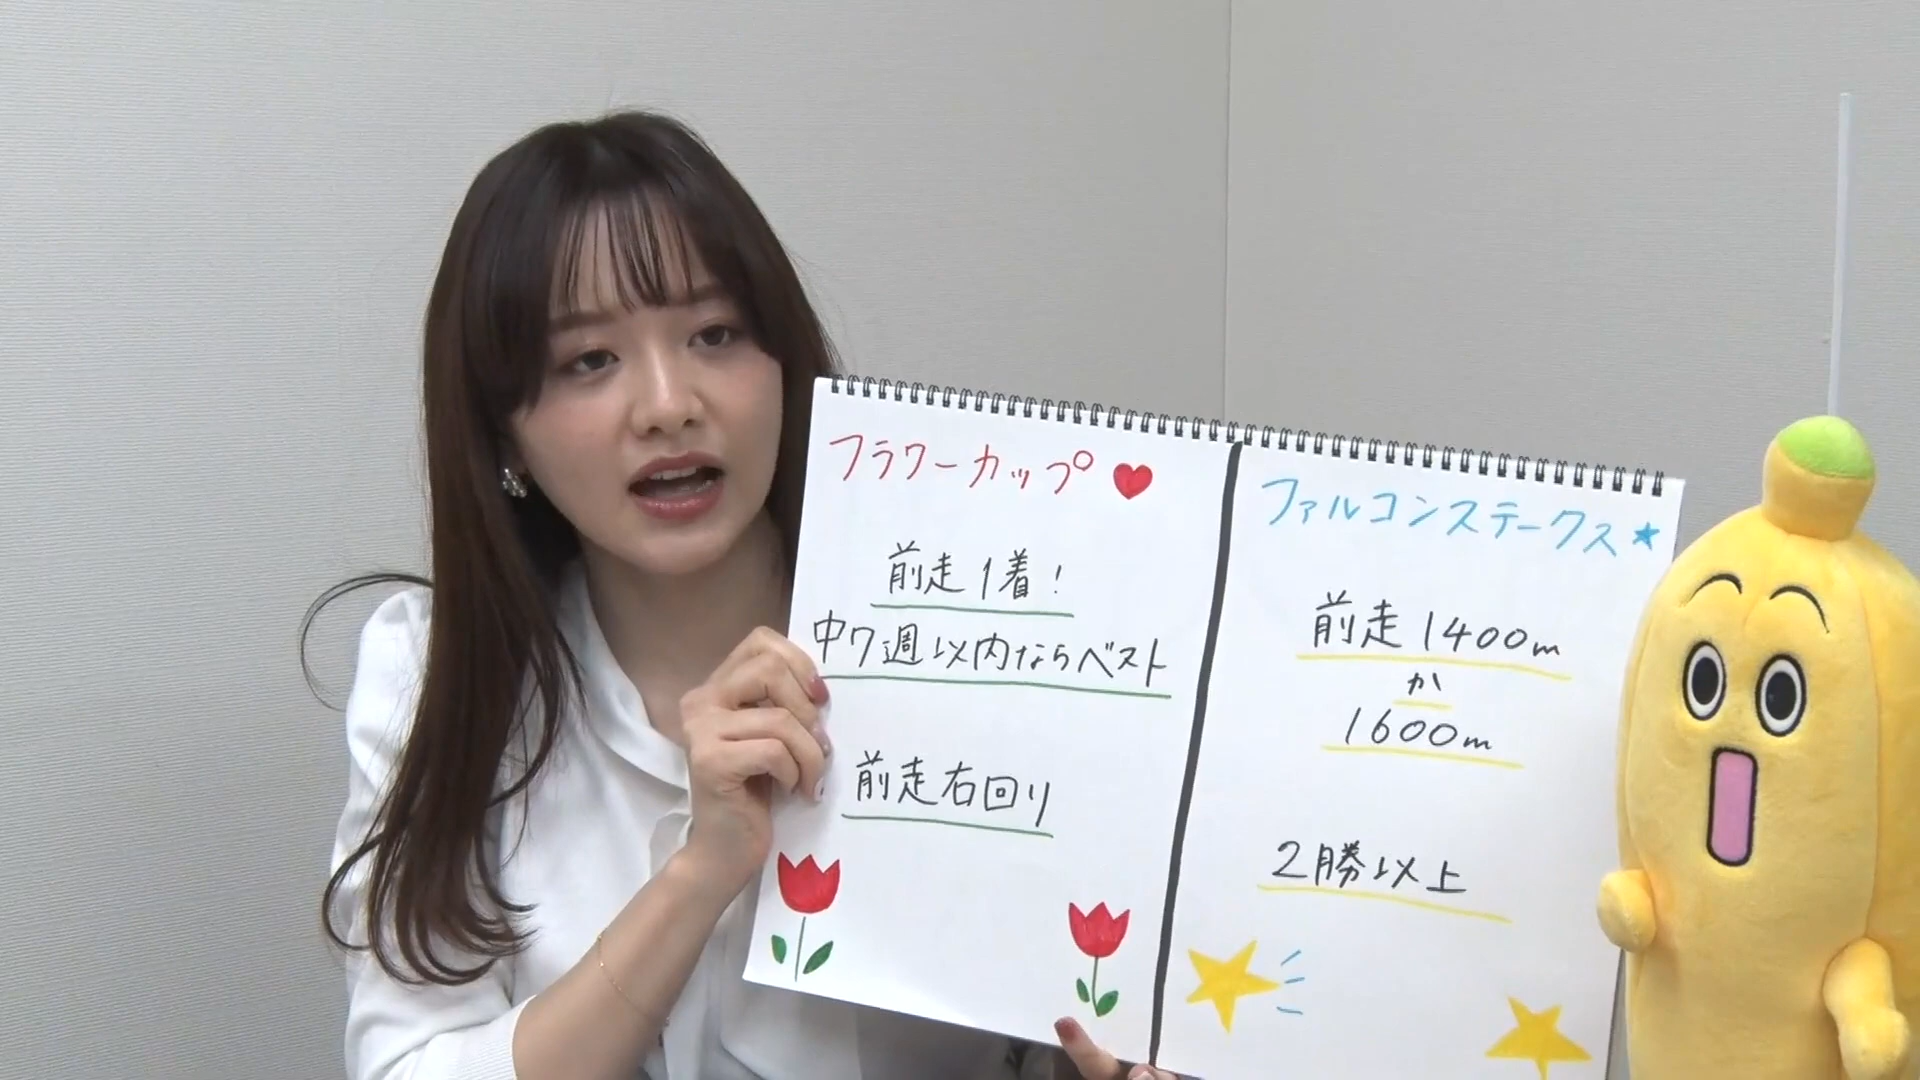 フラワーカップ♥
前走1着!
中7週以内ならベスト
前走右回り
ファルコンステークス★
前走1400m
か
1600m
2勝以上